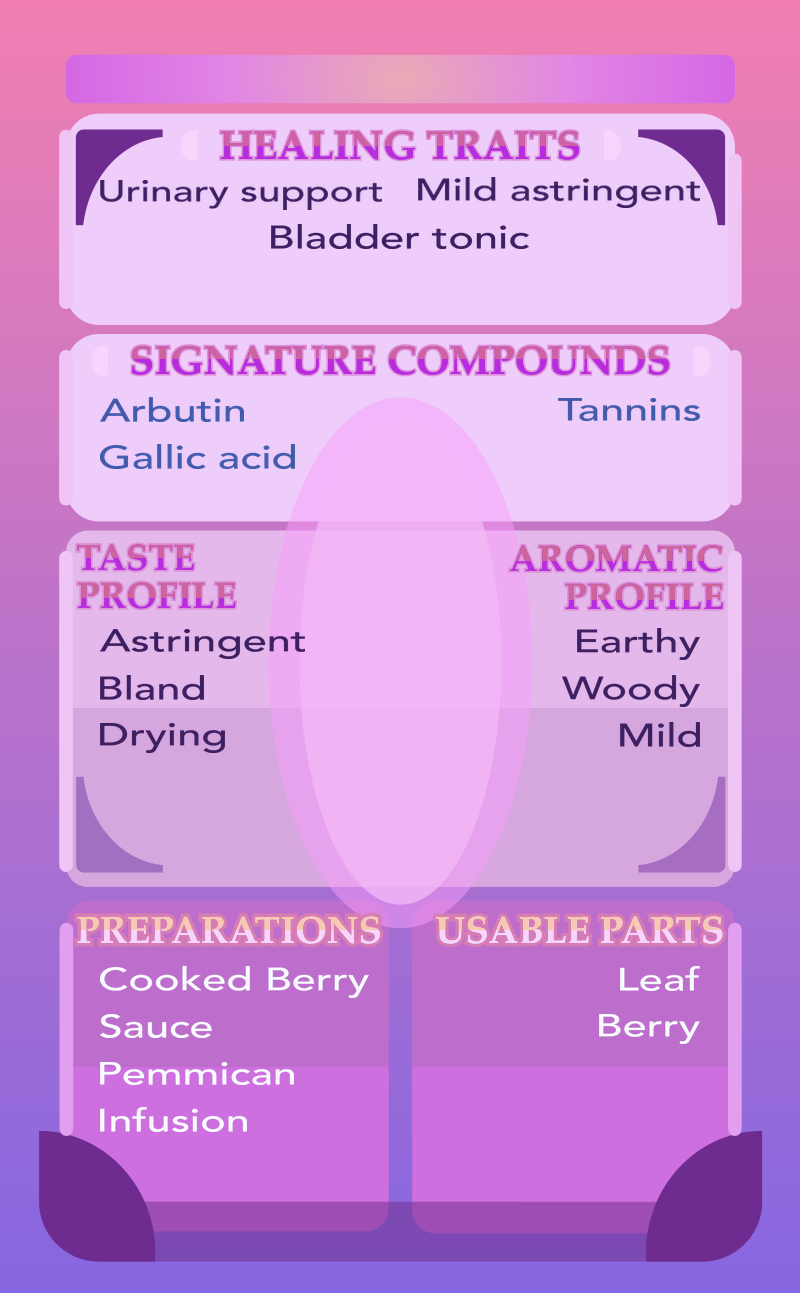 HEALING TRAITS
Urinary support Mild astringent
Bladder tonic
SIGNATURE COMPOUNDS
Arbutin Tannins
Gallic acid
TASTE
PROFILE
Astringent
Bland
Drying
AROMATIC
PROFILE
Earthy
Woody
Mild
PREPARATIONS
Cooked Berry
Sauce
Pemmican
Infusion
USABLE PARTS
Leaf
Berry